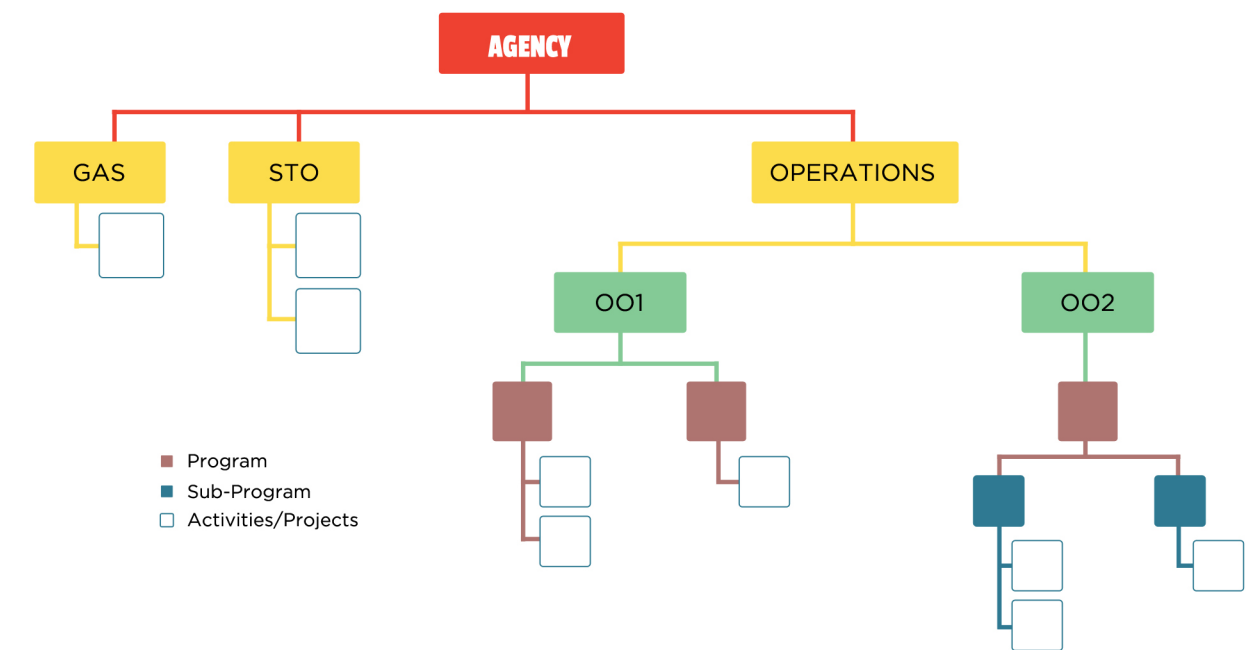 AGENCY
GAS
STO
OPERATIONS
OO1
OO2
Program
Sub-Program
Activities/Projects